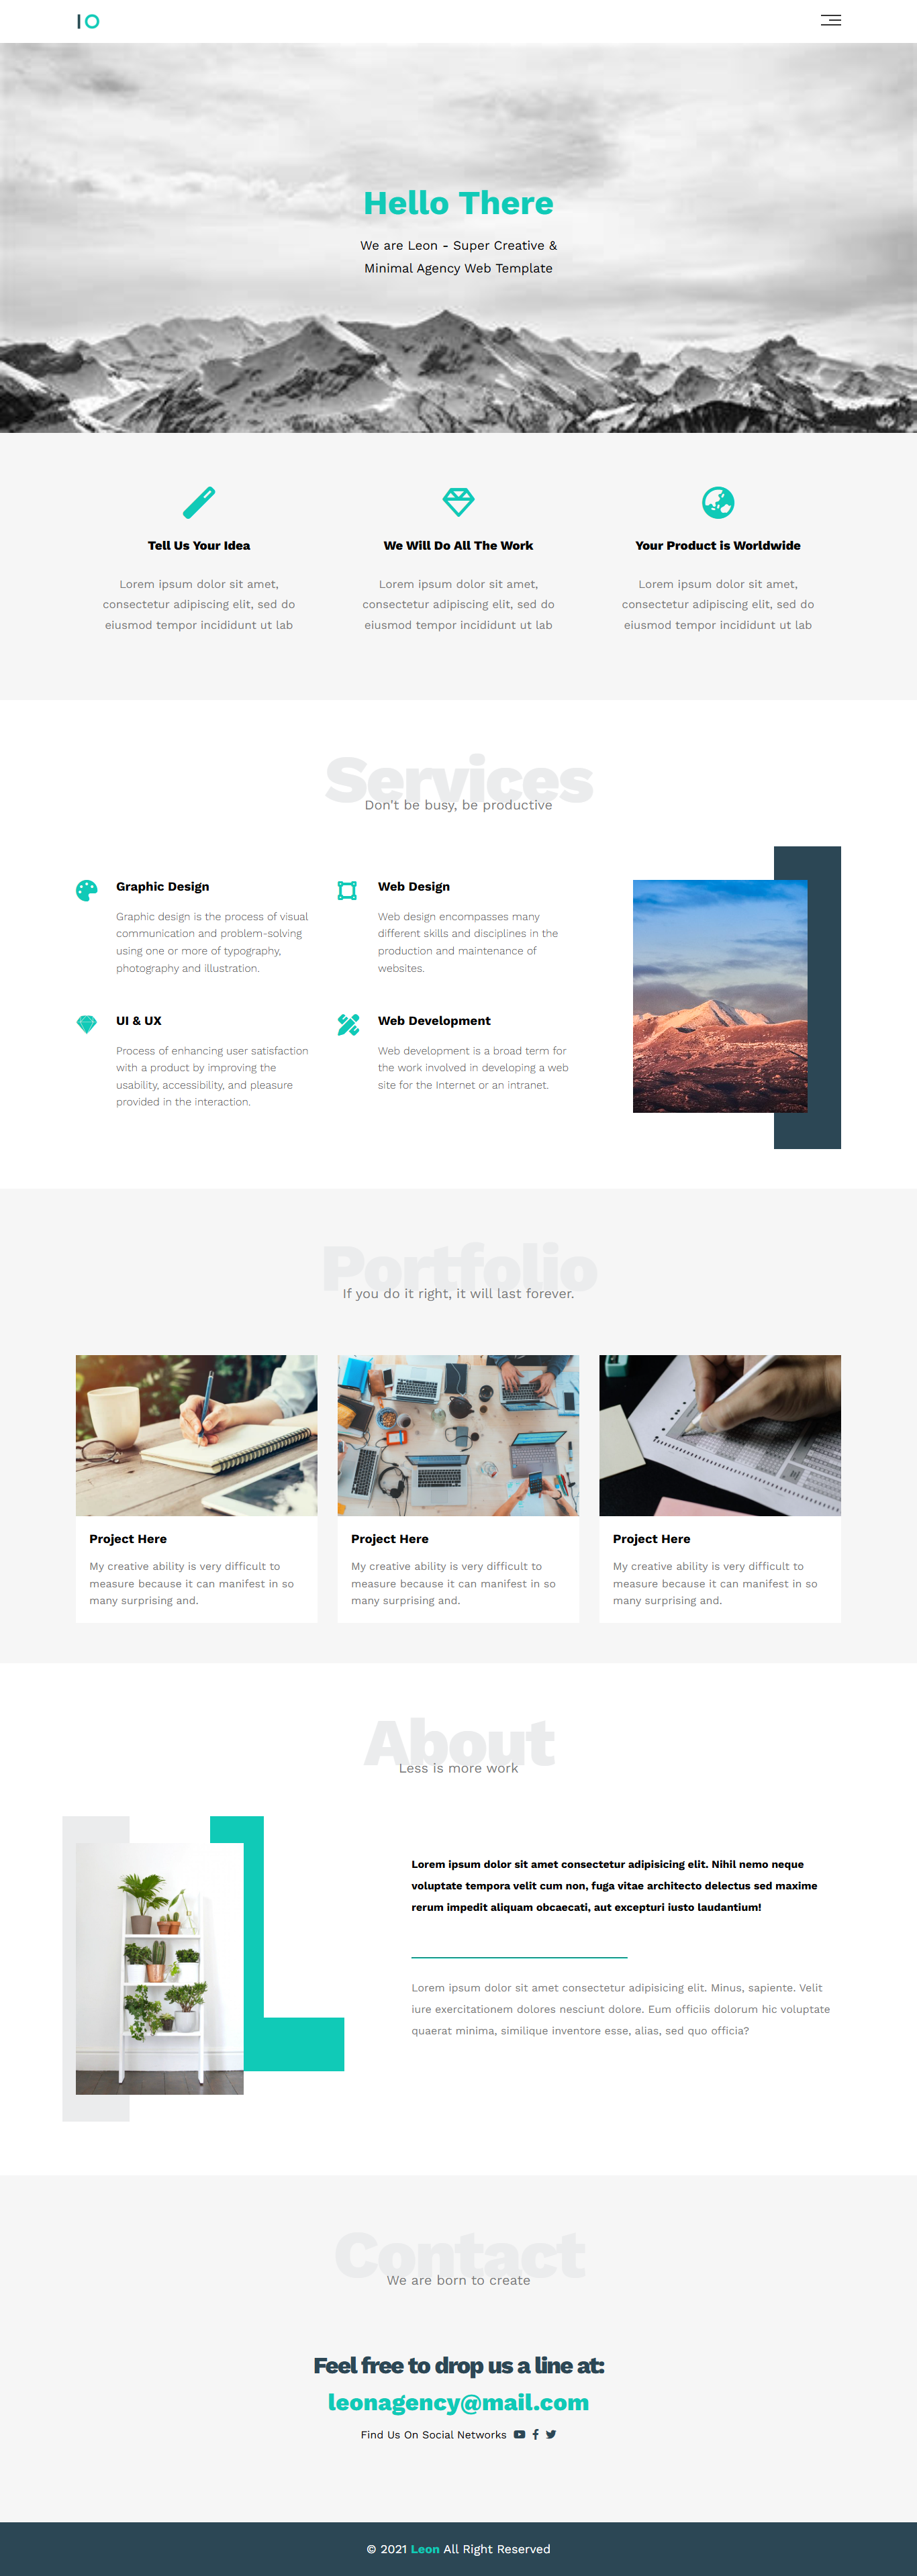 IO
Hello There
We are Leon - Super Creative &
Minimal Agency Web Template
Tell Us Your Idea
Lorem ipsum dolor sit amet,
consectetur adipiscing elit, sed do
eiusmod tempor incididunt ut lab
We Will Do All The Work
Lorem ipsum dolor sit amet,
consectetur adipiscing elit, sed do
eiusmod tempor incididunt ut lab
Your Product is Worldwide
Lorem ipsum dolor sit amet,
consectetur adipiscing elit, sed do
eiusmod tempor incididunt ut lab
Services
Don't be busy, be productive
Graphic Design
Graphic design is the process of visual
communication and problem-solving
using one or more of typography,
photography and illustration.
Web Design
Web design encompasses many
different skills and disciplines in the
production and maintenance of
websites.
UI & UX
Process of enhancing user satisfaction
with a product by improving the
usability, accessibility, and pleasure
provided in the interaction.
Web Development
Web development is a broad term for
the work involved in developing a web
site for the Internet or an intranet.
Portfolio
If you do it right, it will last forever.
Project Here
My creative ability is very difficult to
measure because it can manifest in so
many surprising and.
Project Here
My creative ability is very difficult to
measure because it can manifest in so
many surprising and.
Project Here
My creative ability is very difficult to
measure because it can manifest in so
many surprising and.
About
Less is more work
Lorem ipsum dolor sit amet consectetur adipisicing elit. Nihil nemo neque
voluptate tempora velit cum non, fuga vitae architecto delectus sed maxime
rerum impedit aliquam obcaecati, aut excepturi iusto laudantium!
Lorem ipsum dolor sit amet consectetur adipisicing elit. Minus, sapiente. Velit
iure exercitationem dolores nesciunt dolore. Eum officiis dolorum hic voluptate
quaerat minima, similique inventore esse, alias, sed quo officia?
Contact
We are born to create
Feel free to drop us a line at:
leonagency@mail.com
Find Us On Social Networks
© 2021 Leon All Right Reserved